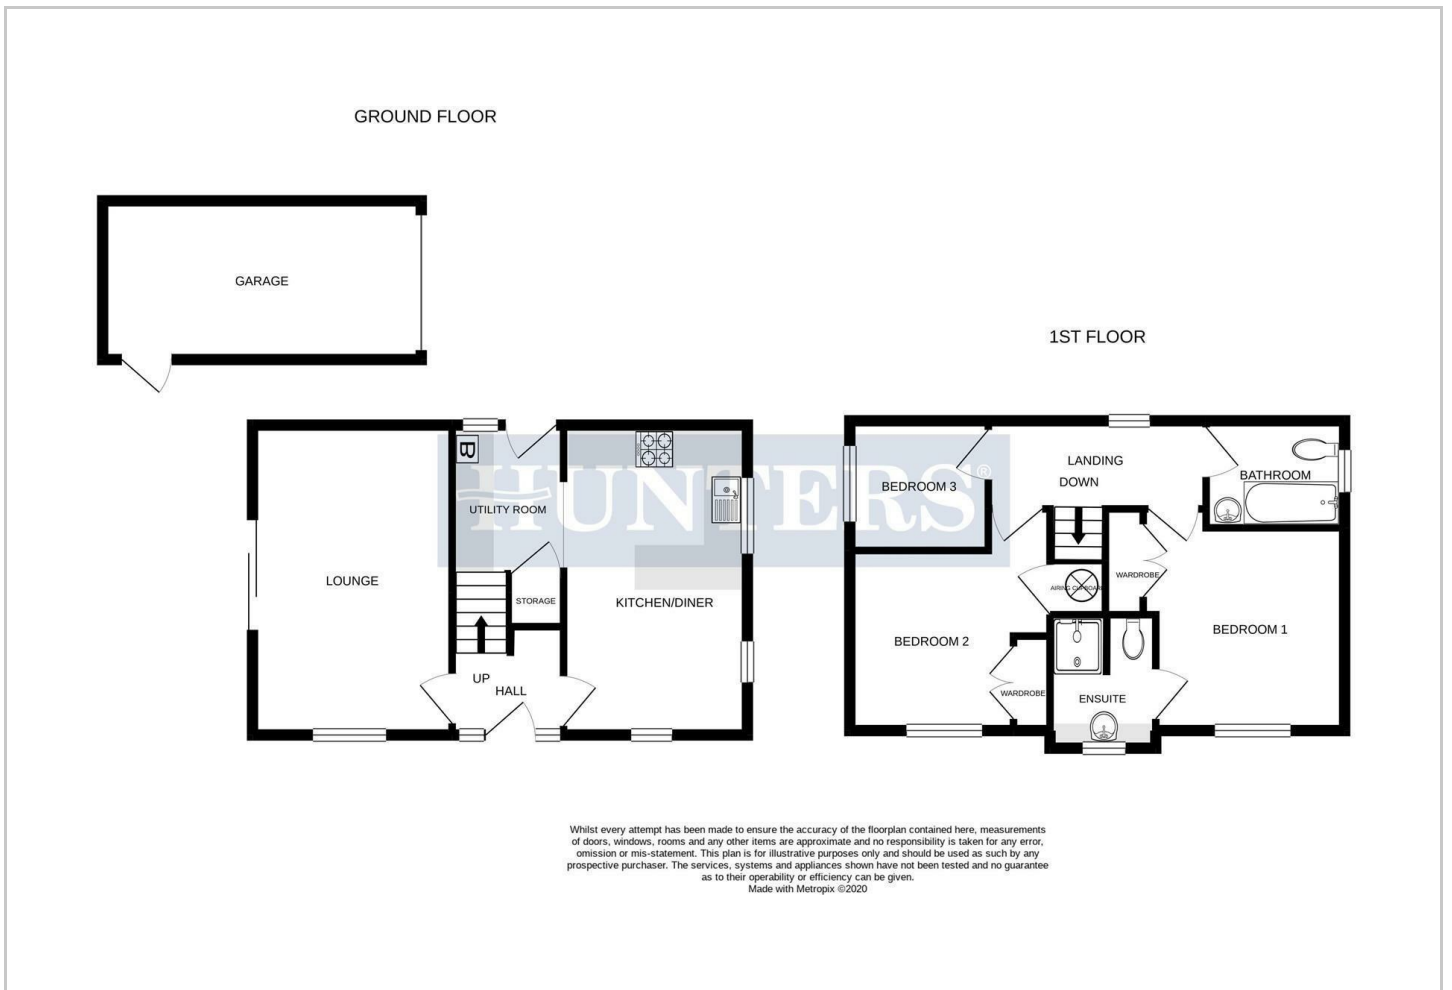 GROUND FLOOR
GARAGE
1ST FLOOR
B
HUNTERS®
UTILITY ROOM
LOUNGE
STORAGE
KITCHEN/DINER
UP
HALL
LANDING
DOWN
BATHROOM
BEDROOM 3
WARDROBE
AIRING CUPBOARD
BEDROOM 1
BEDROOM 2
WARDROBE
ENSUITE
Whilst every attempt has been made to ensure the accuracy of the floorplan contained here, measurements
of doors, windows, rooms and any other items are approximate and no responsibility is taken for any error,
omission or mis-statement. This plan is for illustrative purposes only and should be used as such by any
prospective purchaser. The services, systems and appliances shown have not been tested and no guarantee
as to their operability or efficiency can be given.
Made with Metropix ©2020